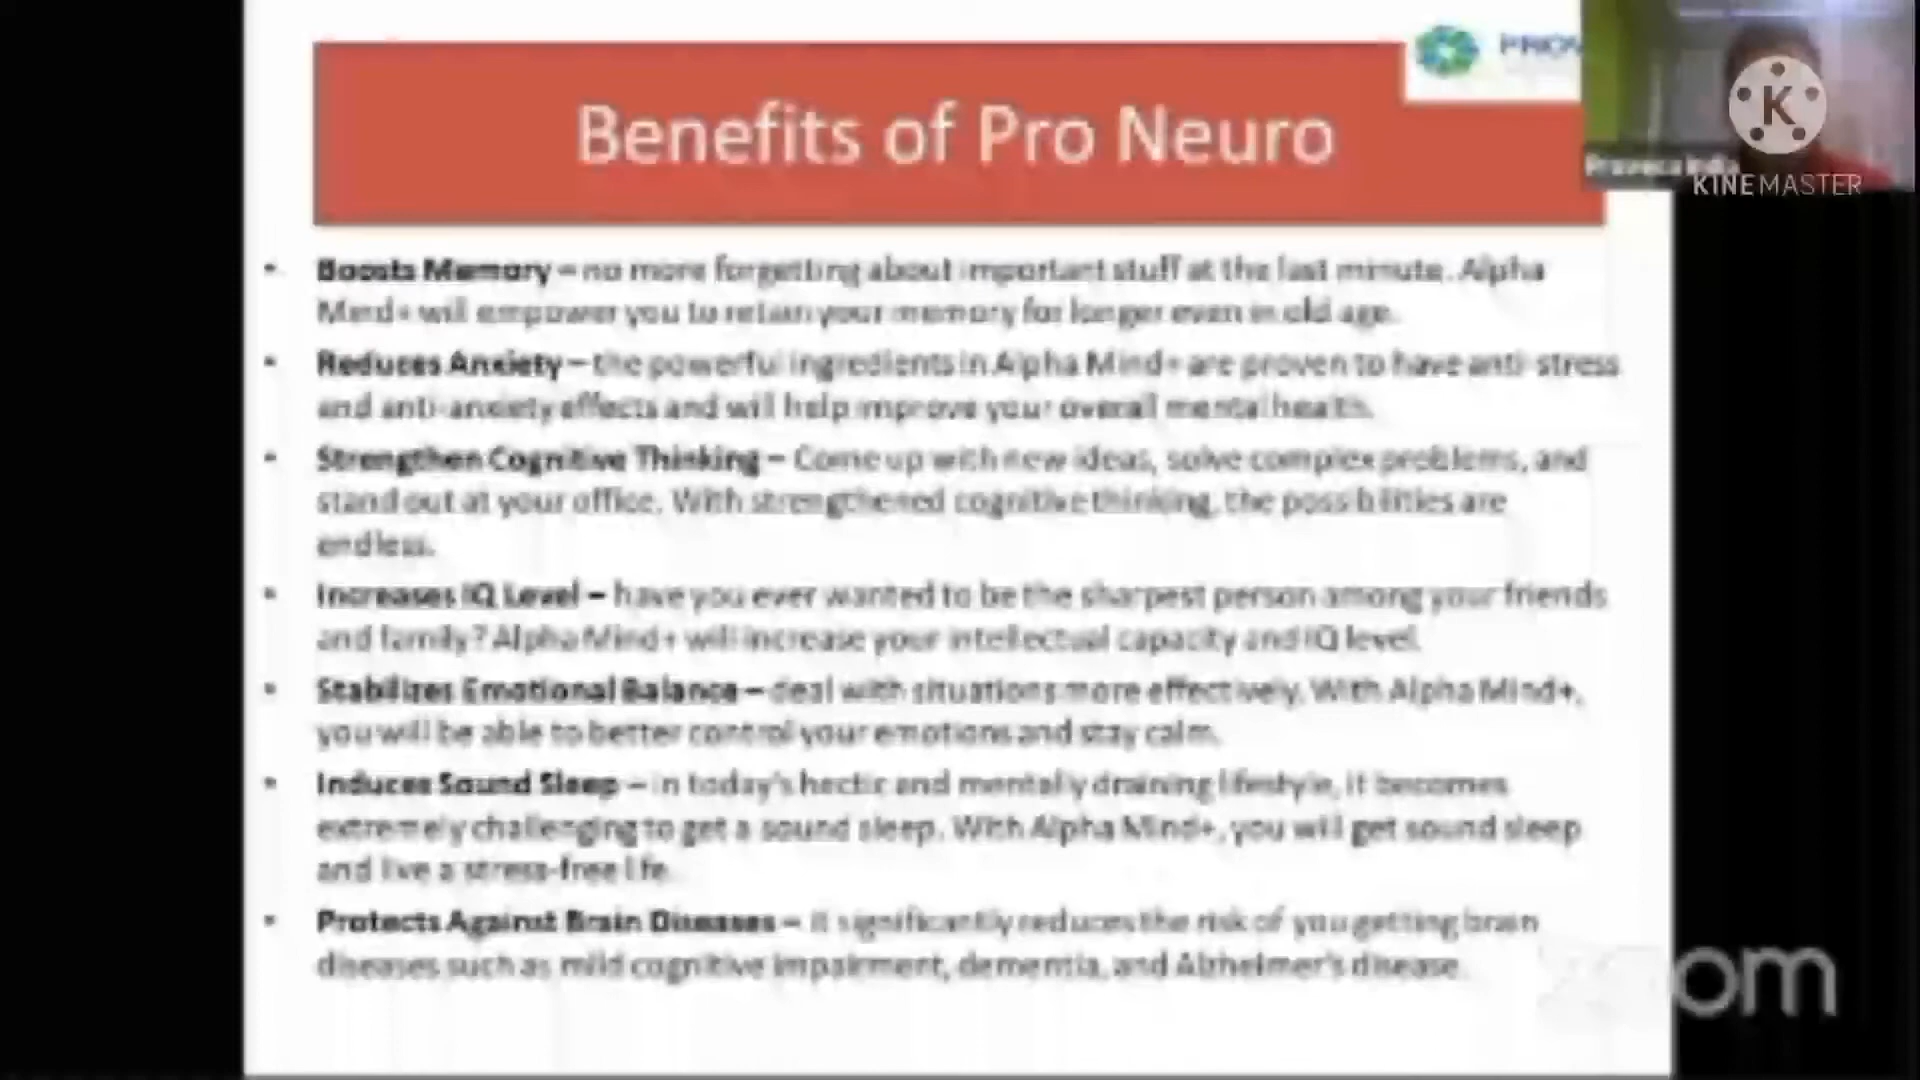 PROV
Benefits of Pro Neuro
K
KINEMASTER
• Boosts Memory – no more forgetting about important stuff at the last minute. Alpha
Mind+ will empower you to retain your memory for longer even in old age.
• Reduces Anxiety – the powerful ingredients in Alpha Mind+ are proven to have anti-stress
and anti-anxiety effects and will help improve your overall mental health.
• Strengthen Cognitive Thinking – Come up with new ideas, solve complex problems, and
stand out at your office. With strengthened cognitive thinking, the possibilities are
endless.
• Increases IQ Level – have you ever wanted to be the sharpest person among your friends
and family? Alpha Mind+ will increase your intellectual capacity and IQ level.
• Stabilizes Emotional Balance – deal with situations more effectively. With Alpha Mind+,
you will be able to better control your emotions and stay calm.
• Induces Sound Sleep – in today's hectic and mentally draining lifestyle, it becomes
extremely challenging to get a sound sleep. With Alpha Mind+, you will get sound sleep
and live a stress-free life.
• Protects Against Brain Diseases – it significantly reduces the risk of you getting brain
diseases such as mild cognitive impairment, dementia, and Alzheimer's disease.
zoom